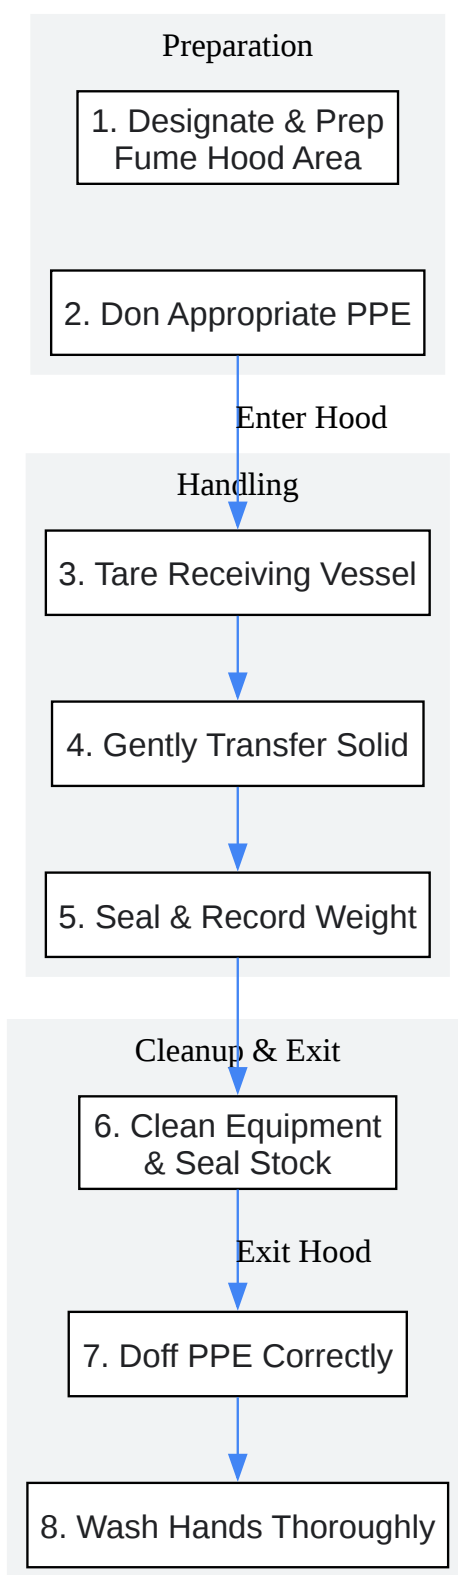 Preparation
1. Designate & Prep
Fume Hood Area
2. Don Appropriate PPE
Enter Hood
Handling
3. Tare Receiving Vessel
4. Gently Transfer Solid
5. Seal & Record Weight
Cleanup & Exit
6. Clean Equipment
& Seal Stock
Exit Hood
7. Doff PPE Correctly
8. Wash Hands Thoroughly